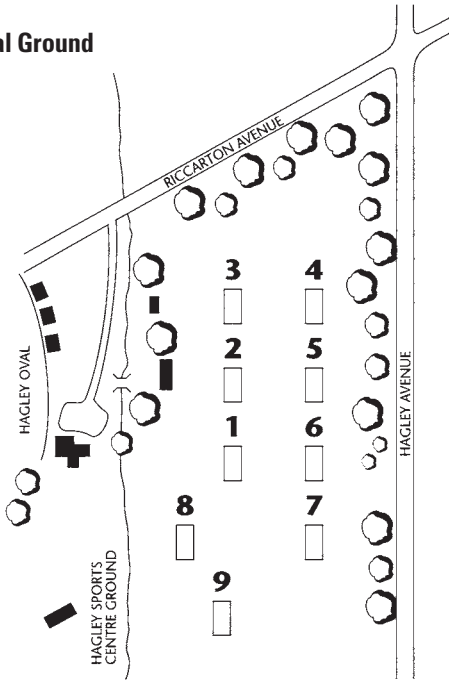 al Ground
RICCARTON AVENUE
3 4
HAGLEY OVAL
2 5
HAGLEY AVENUE
1 6
8 7
9
HAGLEY SPORTS
CENTRE GROUND